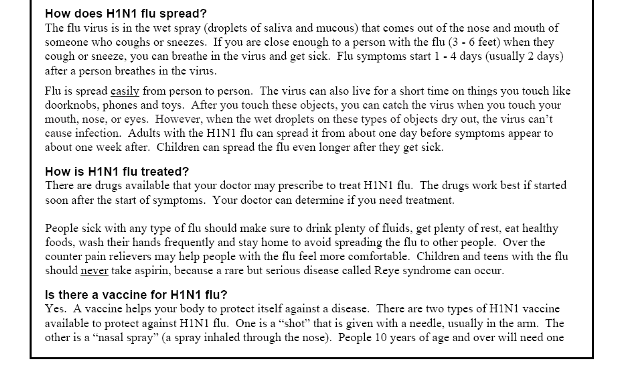 How does H1N1 flu spread?
The flu virus is in the wet spray (droplets of saliva and mucous) that comes out of the nose and mouth of
someone who coughs or sneezes.  If you are close enough to a person with the flu (3 - 6 feet) when they
cough or sneeze, you can breathe in the virus and get sick.  Flu symptoms start 1 - 4 days (usually 2 days)
after a person breathes in the virus.
Flu is spread easily from person to person.  The virus can also live for a short time on things you touch like
doorknobs, phones and toys.  After you touch these objects, you can catch the virus when you touch your
mouth, nose, or eyes.  However, when the wet droplets on these types of objects dry out, the virus can’t
cause infection.  Adults with the H1N1 flu can spread it from about one day before symptoms appear to
about one week after.  Children can spread the flu even longer after they get sick.
How is H1N1 flu treated?
There are drugs available that your doctor may prescribe to treat H1N1 flu.  The drugs work best if started
soon after the start of symptoms.  Your doctor can determine if you need treatment.
People sick with any type of flu should make sure to drink plenty of fluids, get plenty of rest, eat healthy
foods, wash their hands frequently and stay home to avoid spreading the flu to other people.  Over the
counter pain relievers may help people with the flu feel more comfortable.  Children and teens with the flu
should never take aspirin, because a rare but serious disease called Reye syndrome can occur.
Is there a vaccine for H1N1 flu?
Yes.  A vaccine helps your body to protect itself against a disease.  There are two types of H1N1 vaccine
available to protect against H1N1 flu.  One is a “shot” that is given with a needle, usually in the arm.  The
other is a “nasal spray” (a spray inhaled through the nose).  People 10 years of age and over will need one